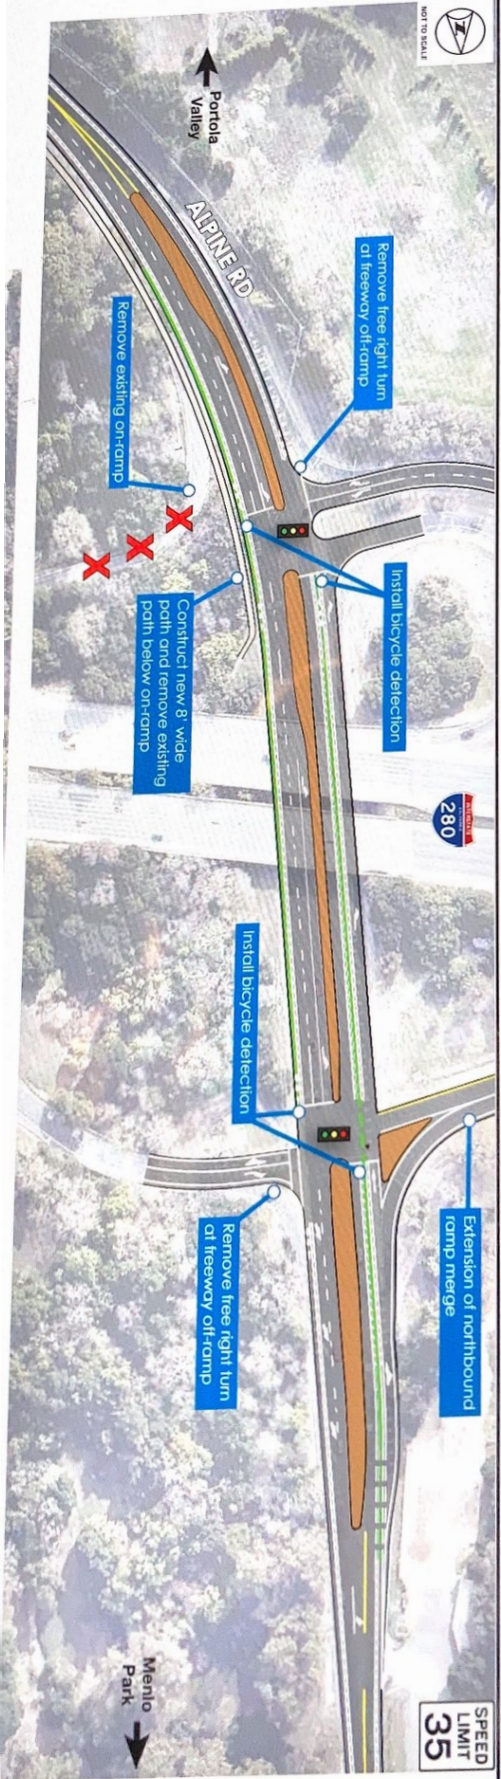 NOT TO SCALE
N
Portola
Valley
ALPINE RD
Remove free right turn
at freeway off-ramp
Remove existing on-ramp
Install bicycle detection
Construct new 8' wide
path and remove existing
path below on-ramp
INTERSTATE
280
Install bicycle detection
Extension of northbound
ramp merge
Remove free right turn
at freeway off-ramp
Menlo
Park
SPEED
LIMIT
35